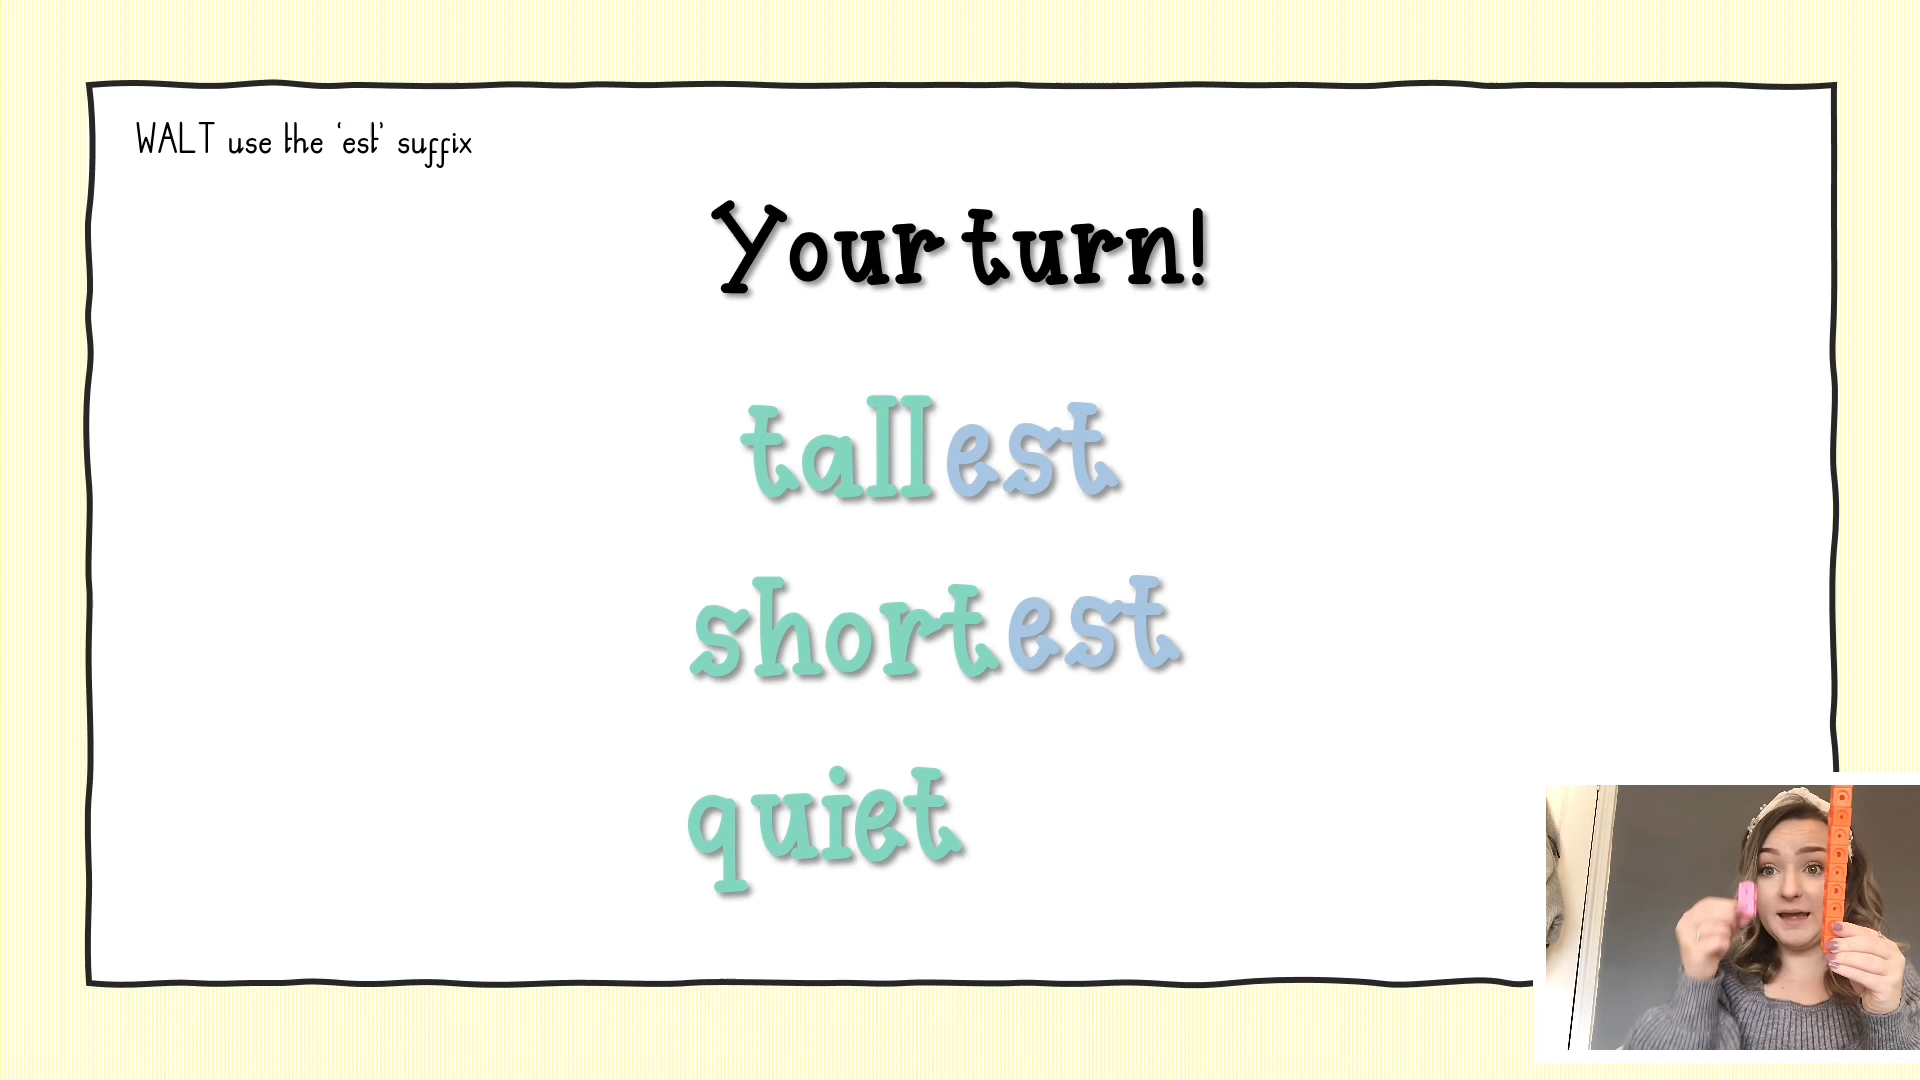 WALT use the ‘est’ suffix
Your turn!
tallest
shortest
quiet